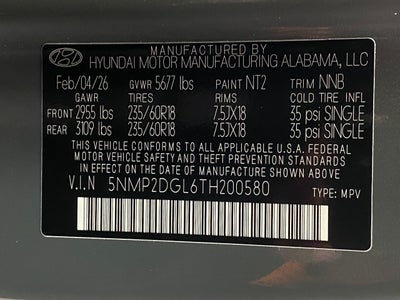 MANUFACTURED BY
HYUNDAI MOTOR MANUFACTURING ALABAMA, LLC
Feb/04/26 GVWR 5677 lbs PAINT NT2 TRIM NNB
GAWR TIRES RIMS COLD TIRE INFL
FRONT 2955 lbs 235/60R18 7.5JX18 35 psi SINGLE
REAR 3109 lbs 235/60R18 7.5JX18 35 psi SINGLE
THIS VEHICLE CONFORMS TO ALL APPLICABLE U.S.A. FEDERAL
MOTOR VEHICLE SAFETY AND THEFT PREVENTION STANDARDS
IN EFFECT ON THE DATE OF MANUFACTURE SHOWN ABOVE.
V.I.N 5NMP2DGL6TH200580 TYPE: MPV